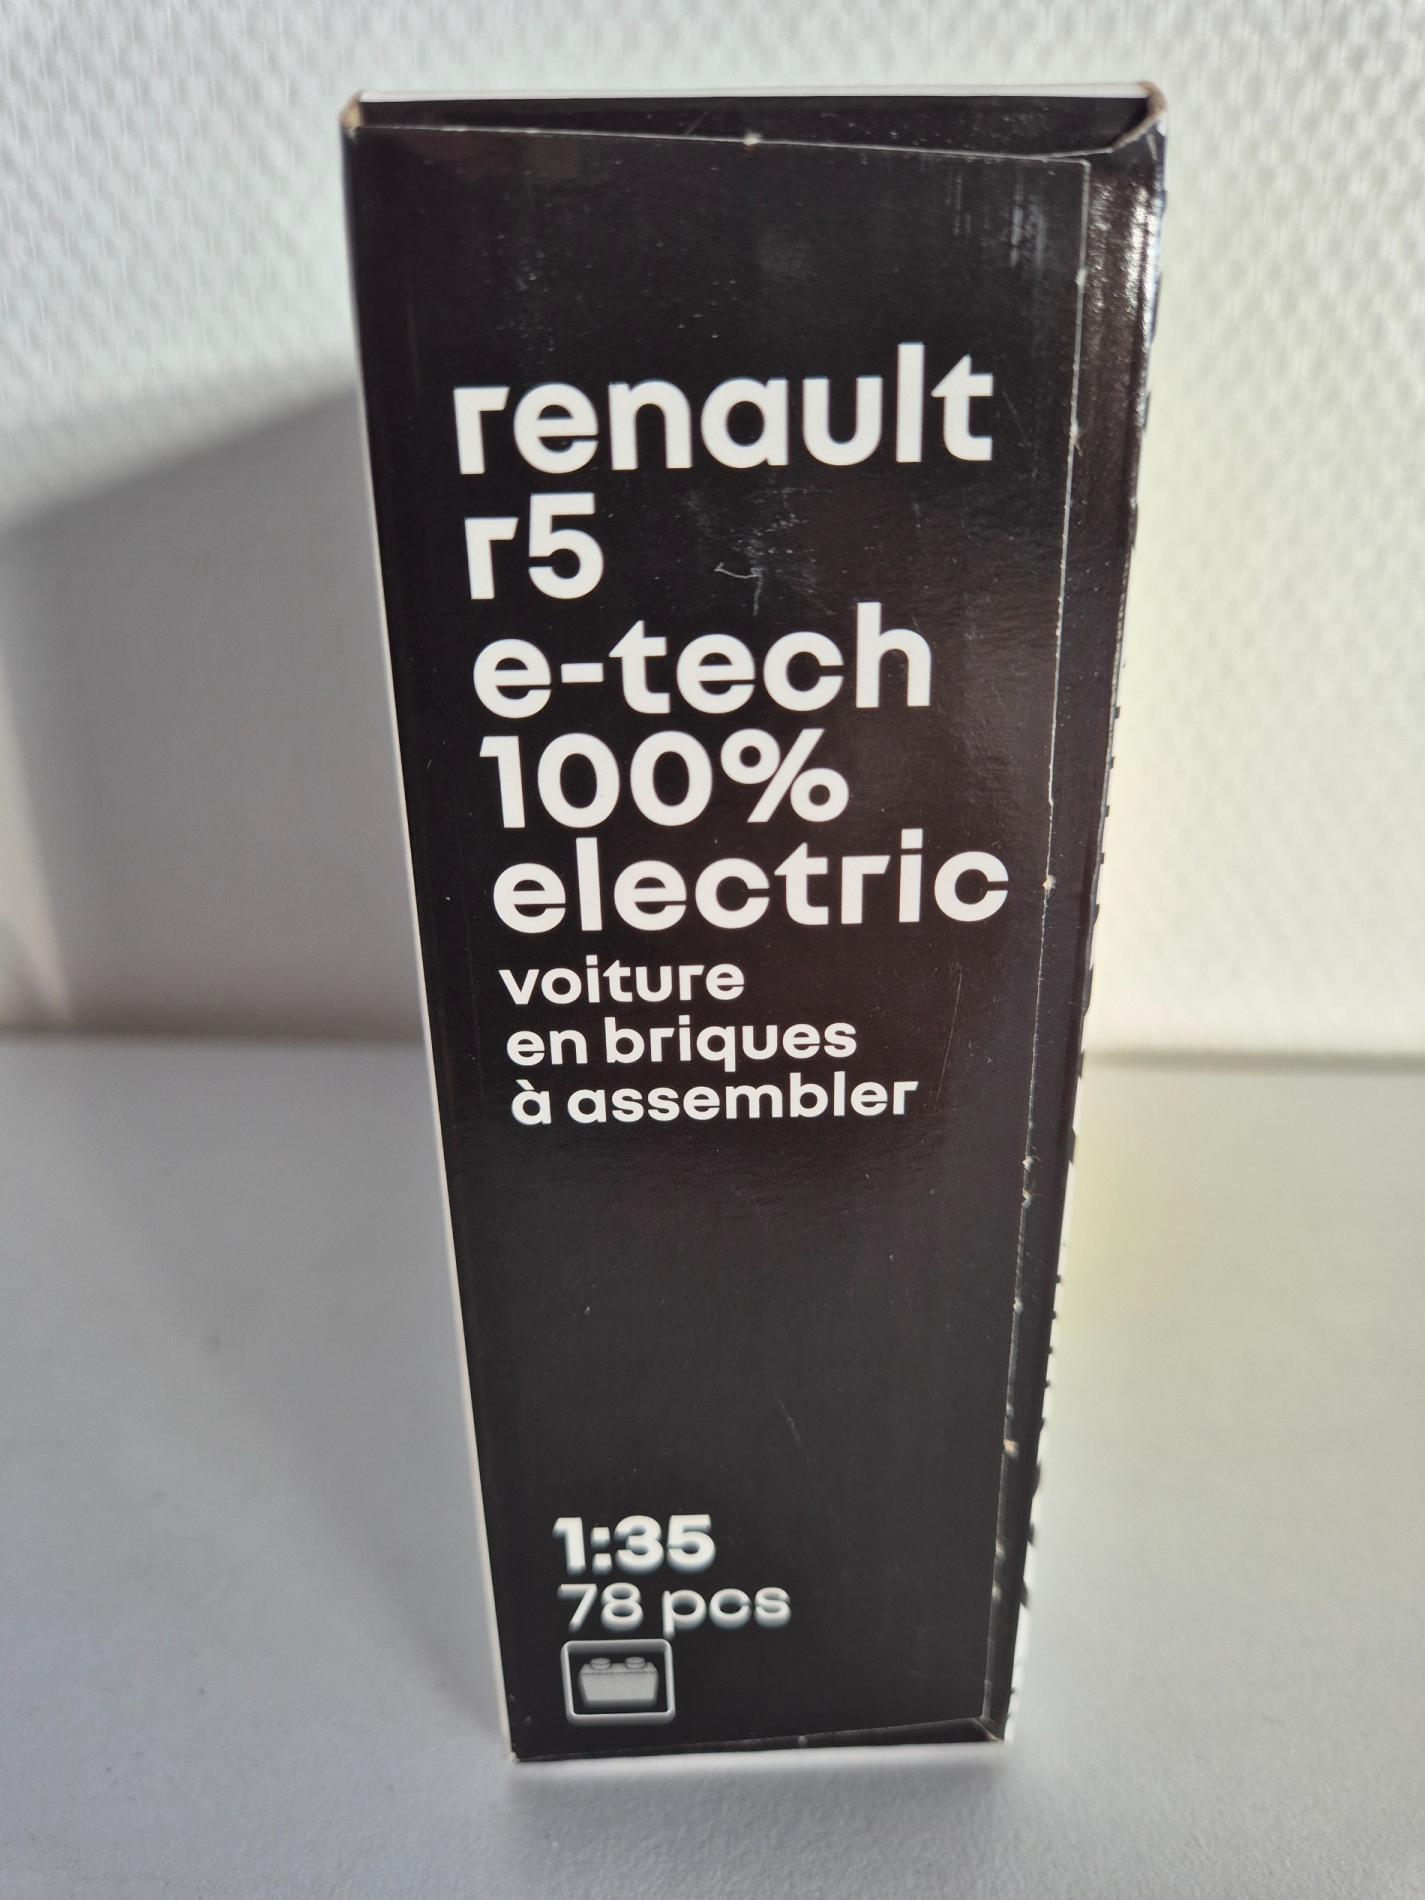 renault
r5
e-tech
100%
electric
voiture
en briques
à assembler
1:35
78 pcs